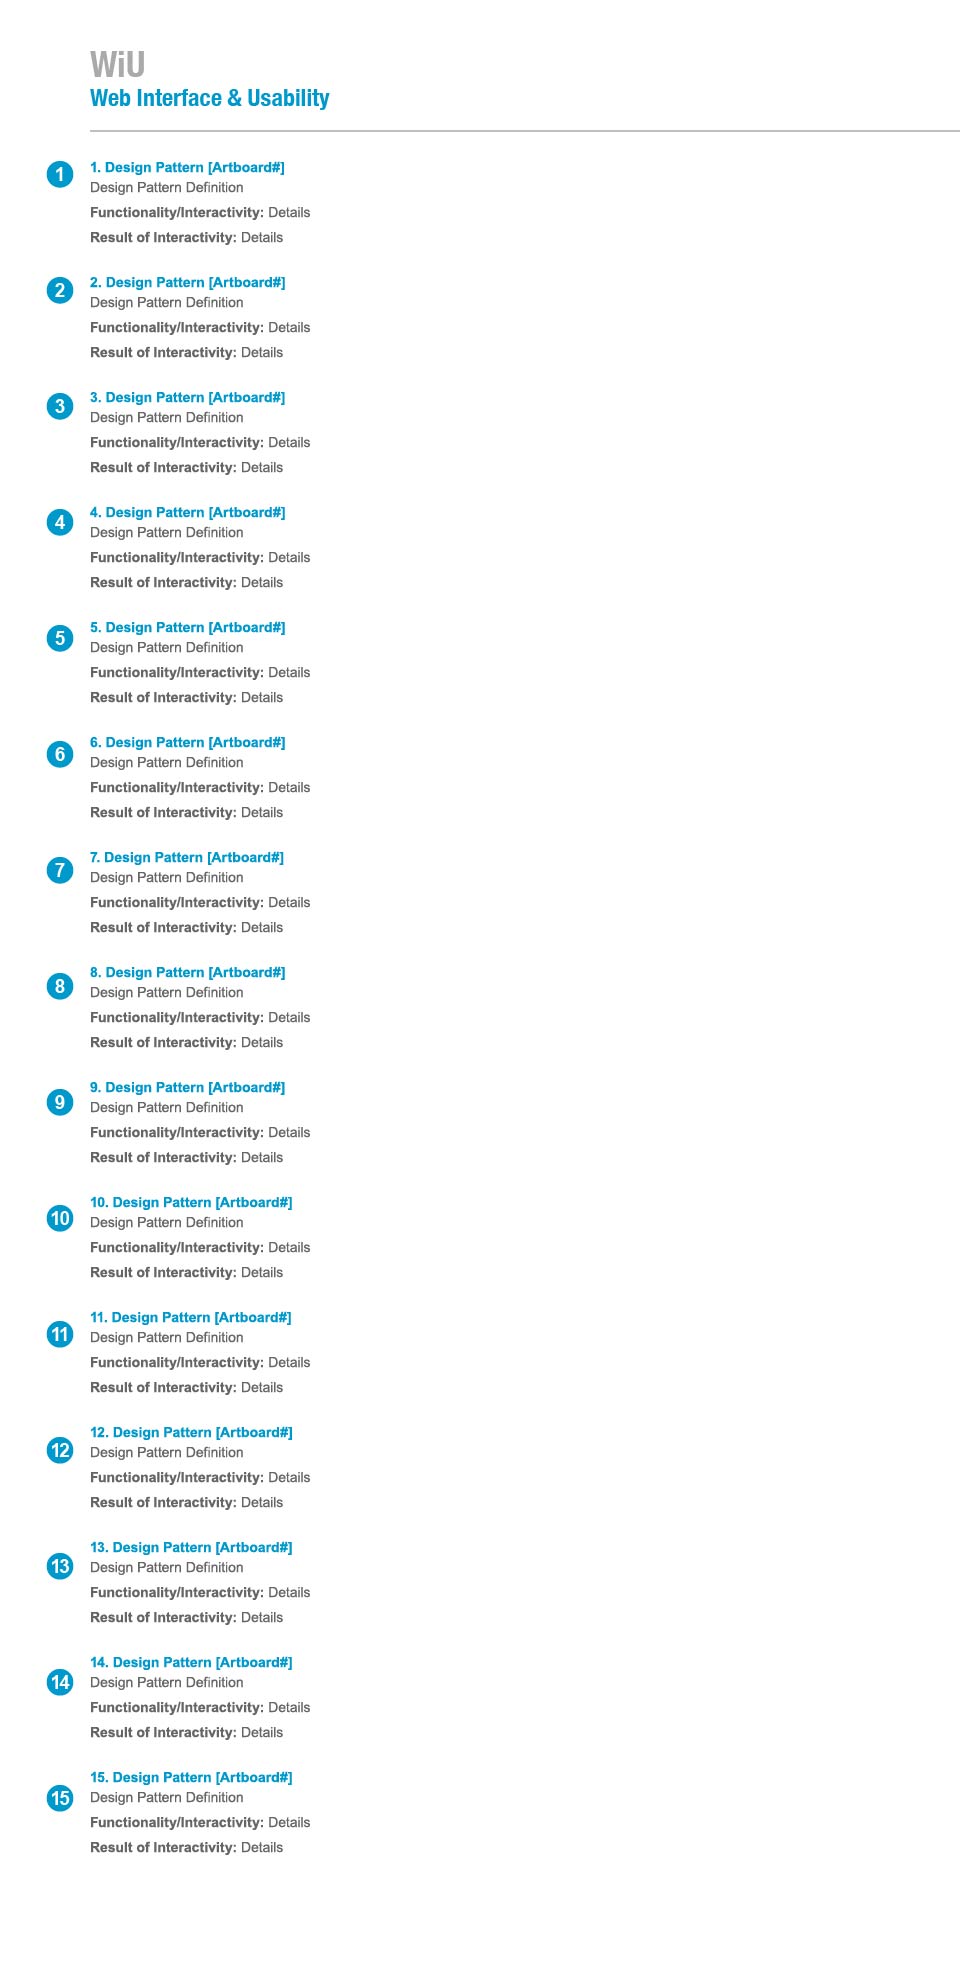 WiU
Web Interface & Usability
1
1. Design Pattern [Artboard#]
Design Pattern Definition
Functionality/Interactivity: Details
Result of Interactivity: Details
2
2. Design Pattern [Artboard#]
Design Pattern Definition
Functionality/Interactivity: Details
Result of Interactivity: Details
3
3. Design Pattern [Artboard#]
Design Pattern Definition
Functionality/Interactivity: Details
Result of Interactivity: Details
4
4. Design Pattern [Artboard#]
Design Pattern Definition
Functionality/Interactivity: Details
Result of Interactivity: Details
5
5. Design Pattern [Artboard#]
Design Pattern Definition
Functionality/Interactivity: Details
Result of Interactivity: Details
6
6. Design Pattern [Artboard#]
Design Pattern Definition
Functionality/Interactivity: Details
Result of Interactivity: Details
7
7. Design Pattern [Artboard#]
Design Pattern Definition
Functionality/Interactivity: Details
Result of Interactivity: Details
8
8. Design Pattern [Artboard#]
Design Pattern Definition
Functionality/Interactivity: Details
Result of Interactivity: Details
9
9. Design Pattern [Artboard#]
Design Pattern Definition
Functionality/Interactivity: Details
Result of Interactivity: Details
10
10. Design Pattern [Artboard#]
Design Pattern Definition
Functionality/Interactivity: Details
Result of Interactivity: Details
11
11. Design Pattern [Artboard#]
Design Pattern Definition
Functionality/Interactivity: Details
Result of Interactivity: Details
12
12. Design Pattern [Artboard#]
Design Pattern Definition
Functionality/Interactivity: Details
Result of Interactivity: Details
13
13. Design Pattern [Artboard#]
Design Pattern Definition
Functionality/Interactivity: Details
Result of Interactivity: Details
14
14. Design Pattern [Artboard#]
Design Pattern Definition
Functionality/Interactivity: Details
Result of Interactivity: Details
15
15. Design Pattern [Artboard#]
Design Pattern Definition
Functionality/Interactivity: Details
Result of Interactivity: Details